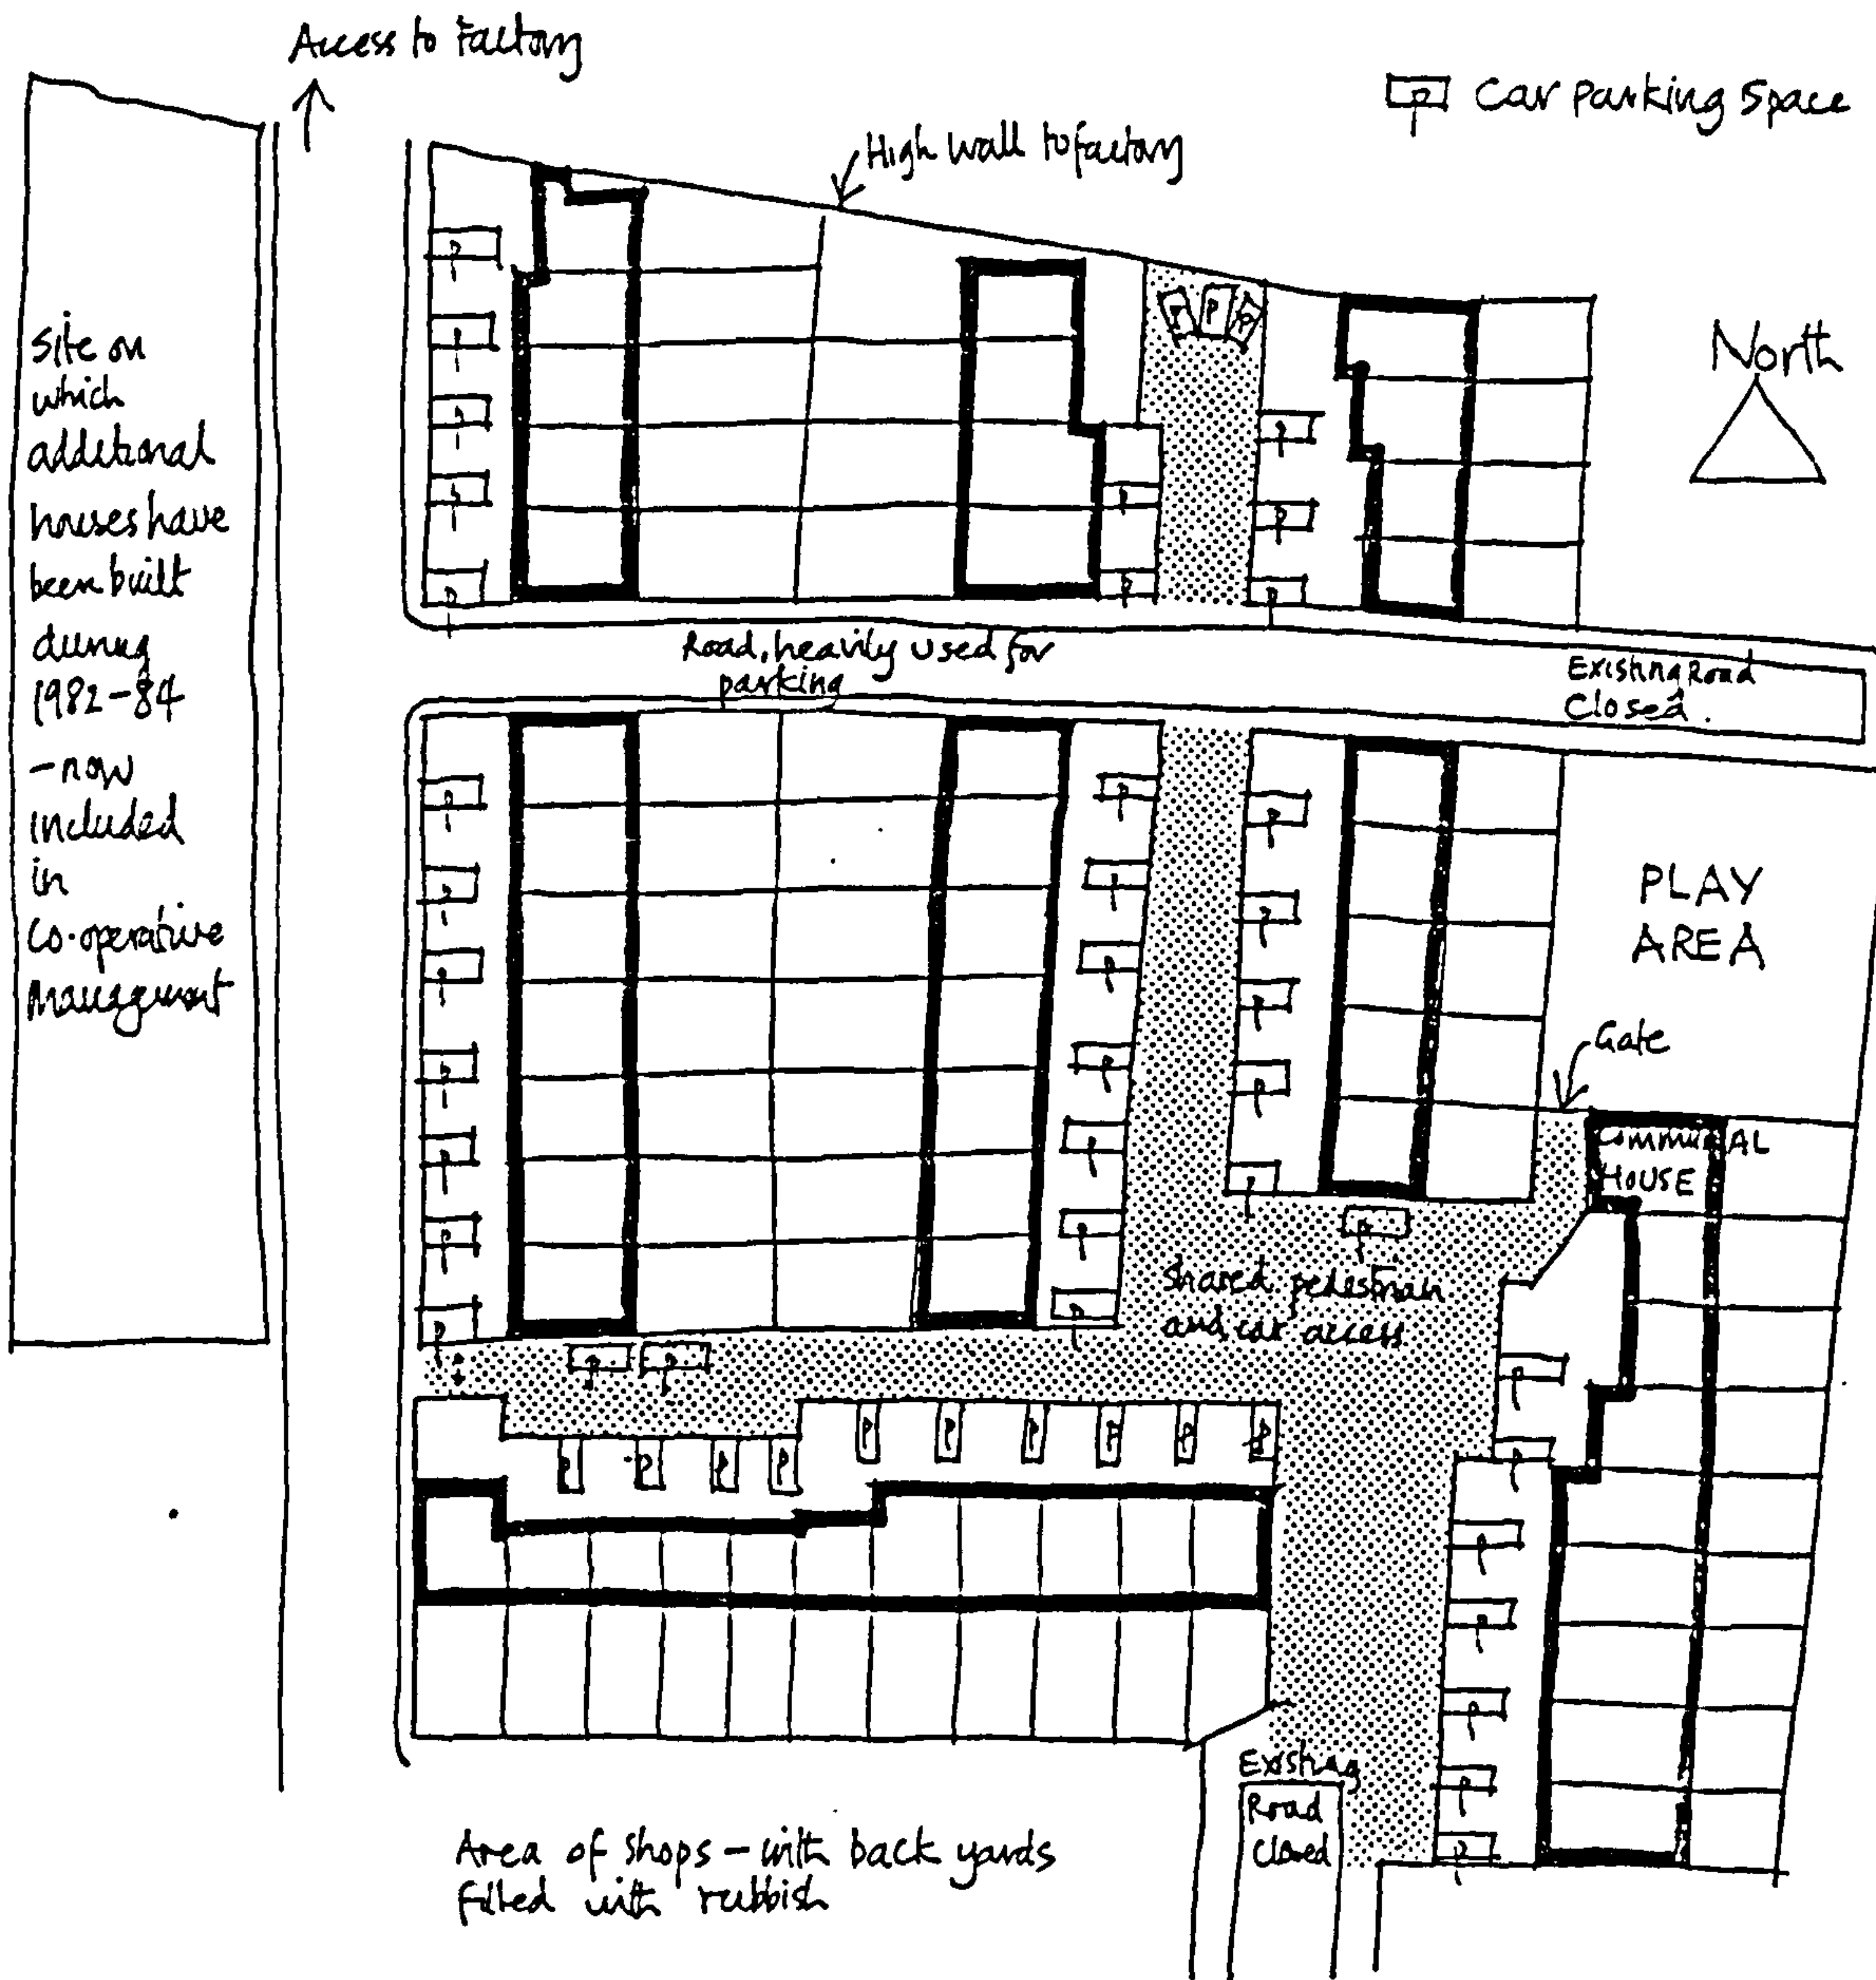 Access to Factory
P Car Parking Space
High Wall to factory
North
Site on
which
additional
houses have
been built
during
1982-84
-now
included
in
Co-operative
Management
Road, heavily used for
parking
Existing Road
Closed.
PLAY
AREA
Gate
COMMUNAL
HOUSE
Shared pedestrian
and car access
Existing
Road
Closed
Area of Shops - with back yards
filled with rubbish